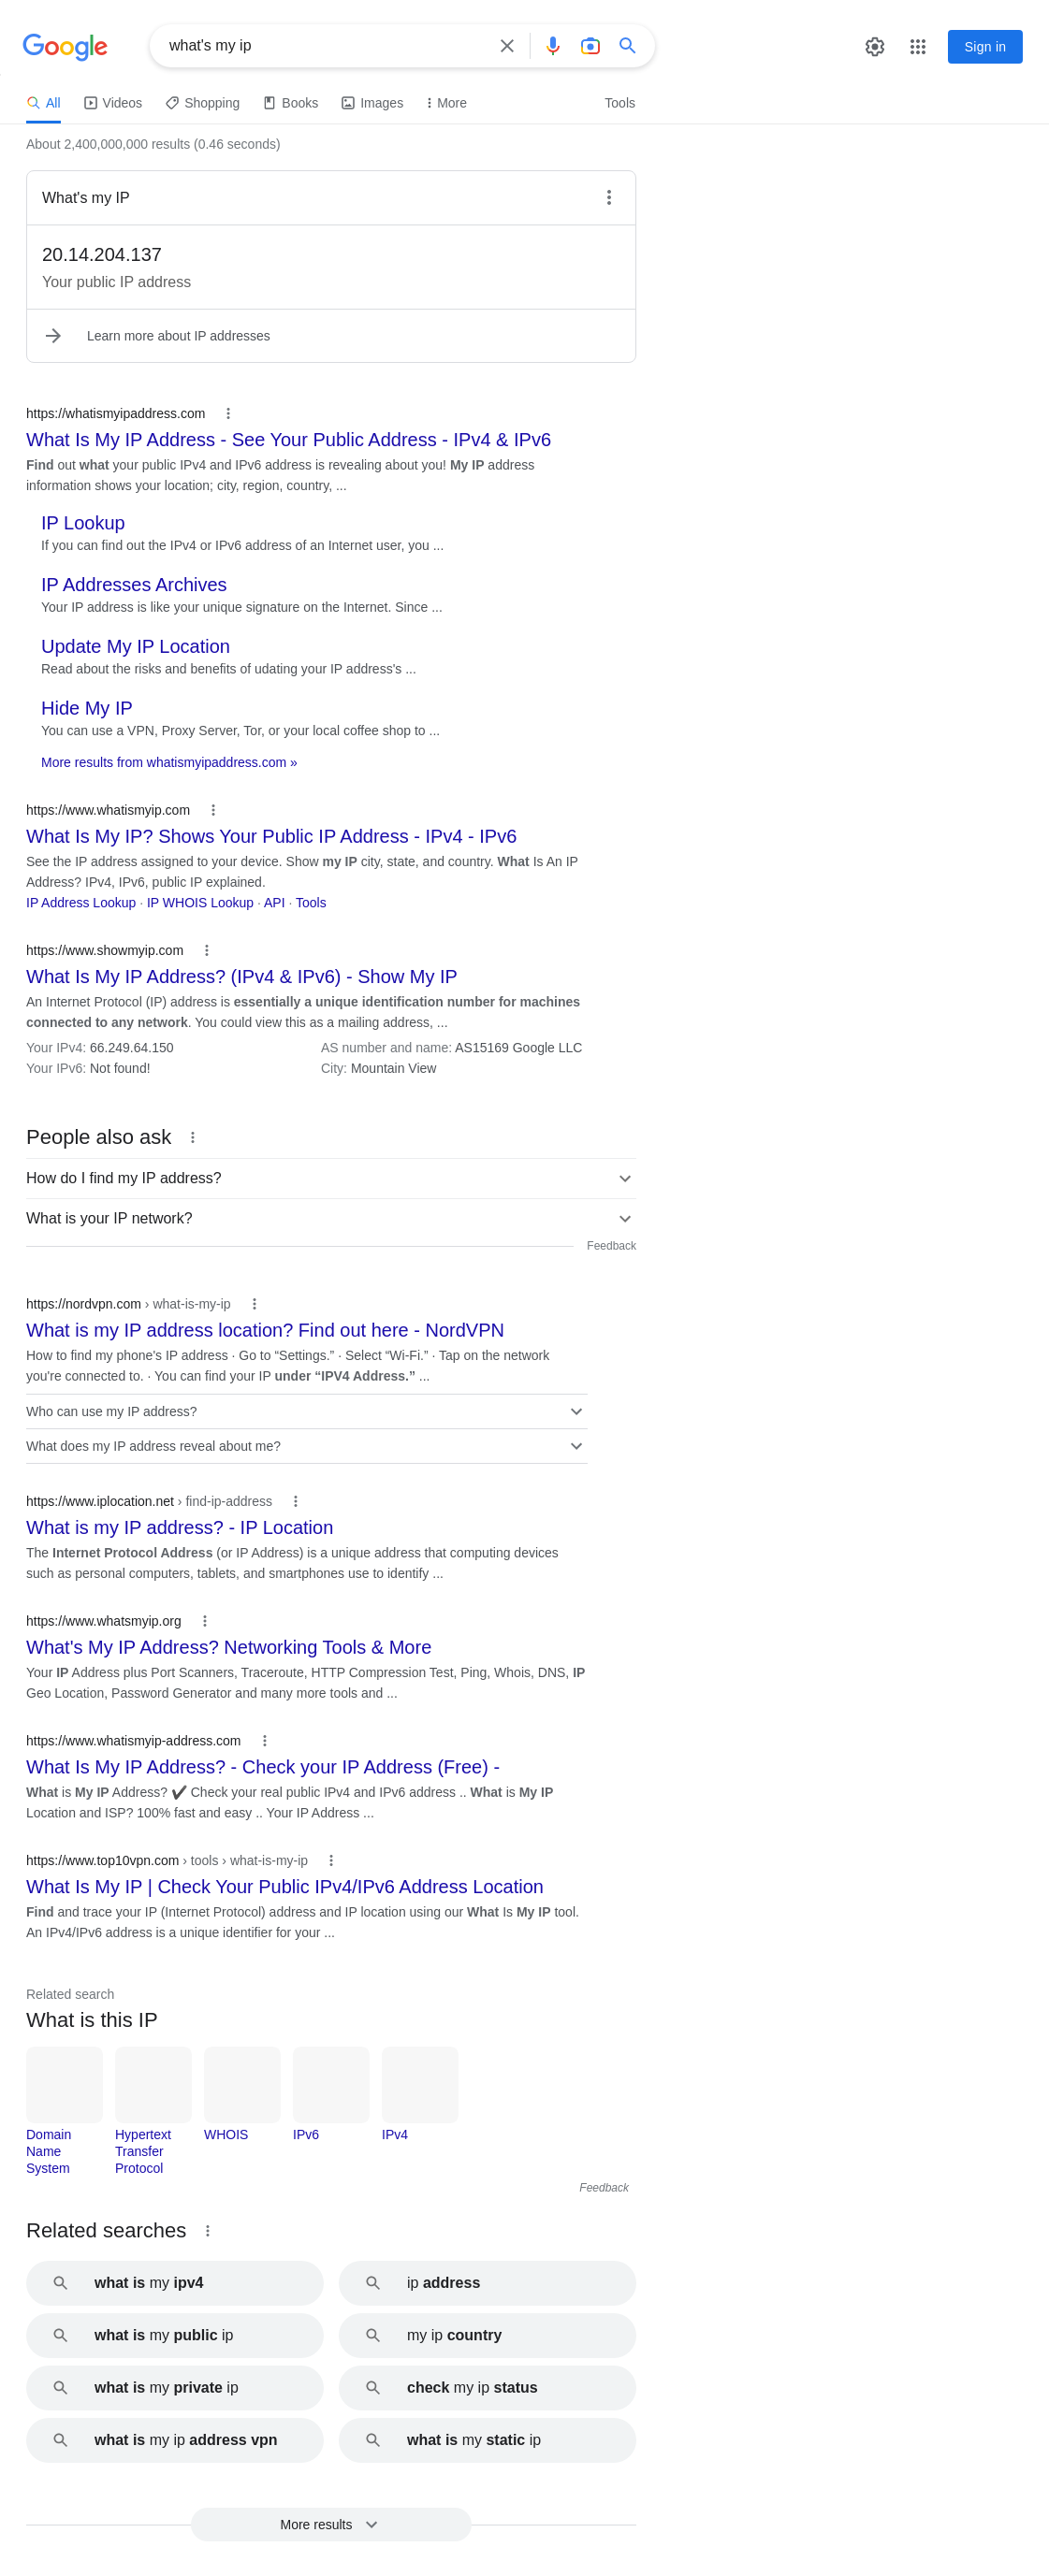 Google
what's my ip
Sign in
All Videos Shopping Books Images More Tools
About 2,400,000,000 results (0.46 seconds)
What's my IP
20.14.204.137
Your public IP address
Learn more about IP addresses
https://whatismyipaddress.com
What Is My IP Address - See Your Public Address - IPv4 & IPv6
Find out what your public IPv4 and IPv6 address is revealing about you! My IP address
information shows your location; city, region, country, ...
IP Lookup
If you can find out the IPv4 or IPv6 address of an Internet user, you ...
IP Addresses Archives
Your IP address is like your unique signature on the Internet. Since ...
Update My IP Location
Read about the risks and benefits of udating your IP address's ...
Hide My IP
You can use a VPN, Proxy Server, Tor, or your local coffee shop to ...
More results from whatismyipaddress.com »
https://www.whatismyip.com
What Is My IP? Shows Your Public IP Address - IPv4 - IPv6
See the IP address assigned to your device. Show my IP city, state, and country. What Is An IP
Address? IPv4, IPv6, public IP explained.
IP Address Lookup · IP WHOIS Lookup · API · Tools
https://www.showmyip.com
What Is My IP Address? (IPv4 & IPv6) - Show My IP
An Internet Protocol (IP) address is essentially a unique identification number for machines
connected to any network. You could view this as a mailing address, ...
Your IPv4: 66.249.64.150 AS number and name: AS15169 Google LLC
Your IPv6: Not found! City: Mountain View
People also ask
How do I find my IP address?
What is your IP network?
Feedback
https://nordvpn.com › what-is-my-ip
What is my IP address location? Find out here - NordVPN
How to find my phone's IP address · Go to “Settings.” · Select “Wi-Fi.” · Tap on the network
you're connected to. · You can find your IP under “IPV4 Address.” ...
Who can use my IP address?
What does my IP address reveal about me?
https://www.iplocation.net › find-ip-address
What is my IP address? - IP Location
The Internet Protocol Address (or IP Address) is a unique address that computing devices
such as personal computers, tablets, and smartphones use to identify ...
https://www.whatsmyip.org
What's My IP Address? Networking Tools & More
Your IP Address plus Port Scanners, Traceroute, HTTP Compression Test, Ping, Whois, DNS, IP
Geo Location, Password Generator and many more tools and ...
https://www.whatismyip-address.com
What Is My IP Address? - Check your IP Address (Free) -
What is My IP Address? ✔️ Check your real public IPv4 and IPv6 address .. What is My IP
Location and ISP? 100% fast and easy .. Your IP Address ...
https://www.top10vpn.com › tools › what-is-my-ip
What Is My IP | Check Your Public IPv4/IPv6 Address Location
Find and trace your IP (Internet Protocol) address and IP location using our What Is My IP tool.
An IPv4/IPv6 address is a unique identifier for your ...
Related search
What is this IP
Domain
Name
System
Hypertext
Transfer
Protocol
WHOIS
IPv6
IPv4
Feedback
Related searches
what is my ipv4
ip address
what is my public ip
my ip country
what is my private ip
check my ip status
what is my ip address vpn
what is my static ip
More results